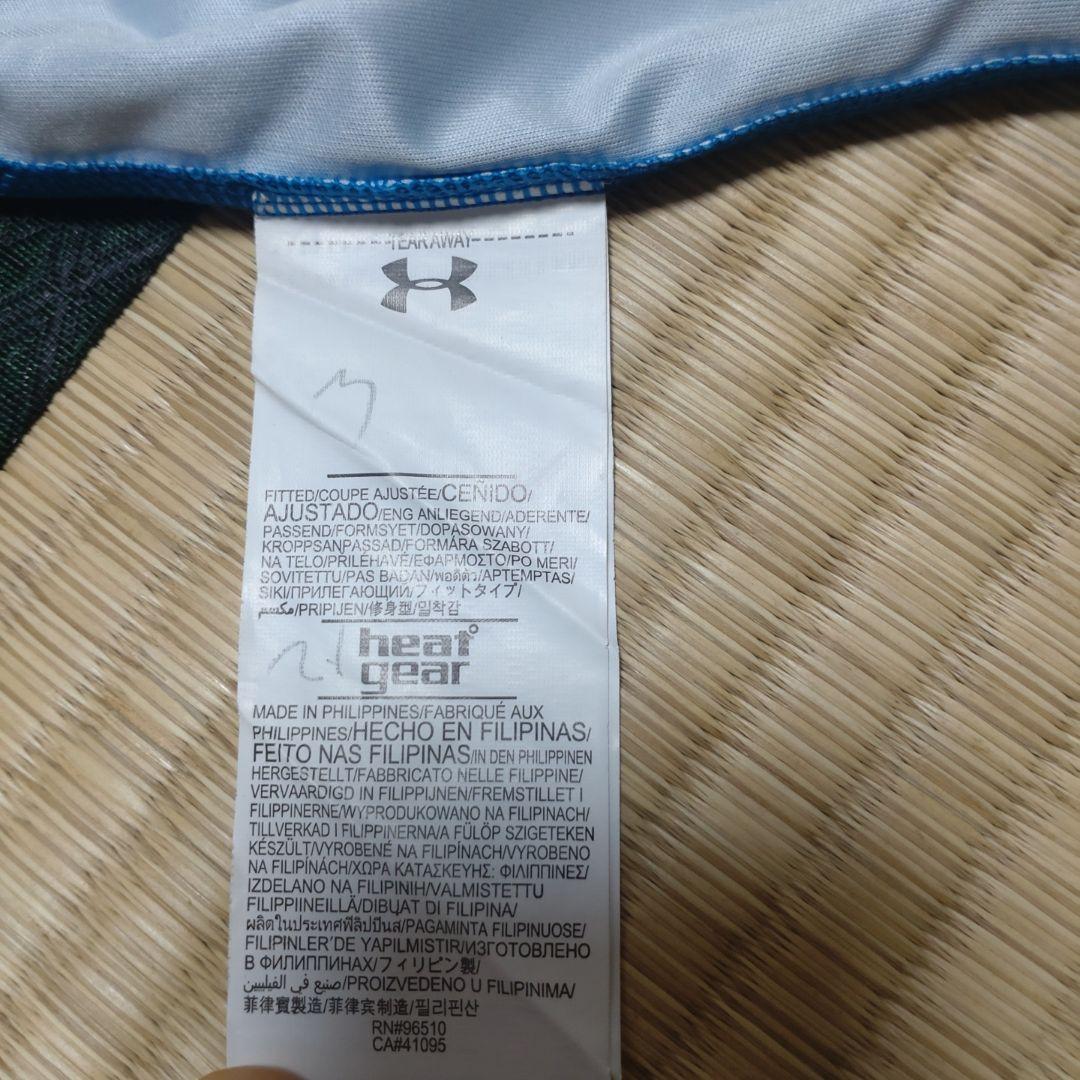 TEAR AWAY
3
FITTED/COUPE AJUSTÉE/CEÑIDO/
AJUSTADO/ENG ANLIEGEND/ADERENTE/
PASSEND/FORMSYET/DOPASOWANY/
KROPPSANPASSAD/FORMÁRA SZABOTT/
NA TELO/PRILÉHAVÉ/ΕΦΑΡΜΟΣΤΟ/PO MERI/
SOVITETTU/PAS BADAN/พอดีตัว/APTEMPTAS/
SIKI/ПРИЛЕГАЮЩИЙ/フィットタイプ/
مكسم/PRIPIJEN/修身型/밀착감
heat
gear
MADE IN PHILIPPINES/FABRIQUÉ AUX
PHILIPPINES/HECHO EN FILIPINAS/
FEITO NAS FILIPINAS/IN DEN PHILIPPINEN
HERGESTELLT/FABBRICATO NELLE FILIPPINE/
VERVAARDIGD IN FILIPPIJNEN/FREMSTILLET I
FILIPPINERNE/WYPRODUKOWANO NA FILIPINACH/
TILLVERKAD I FILIPPINERNA/A FÜLÖP SZIGETEKEN
KÉSZÜLT/VYROBENÉ NA FILIPÍNACH/VYROBENO
NA FILIPÍNÁCH/ΧΩΡΑ ΚΑΤΑΣΚΕΥΗΣ: ΦΙΛΙΠΠΙΝΕΣ/
IZDELANO NA FILIPINIH/VALMISTETTU
FILIPPIINEILLÄ/DIBUAT DI FILIPINA/
ผลิตในประเทศฟิลิปปินส์/PAGAMINTA FILIPINUOSE/
FILIPINLER'DE YAPILMISTIR/ИЗГОТОВЛЕНО
В ФИЛИППИНАХ/フィリピン製/
صنع في الفيليبين/PROIZVEDENO U FILIPINIMA/
菲律賓製造/菲律宾制造/필리핀산
RN#96510
CA#41095